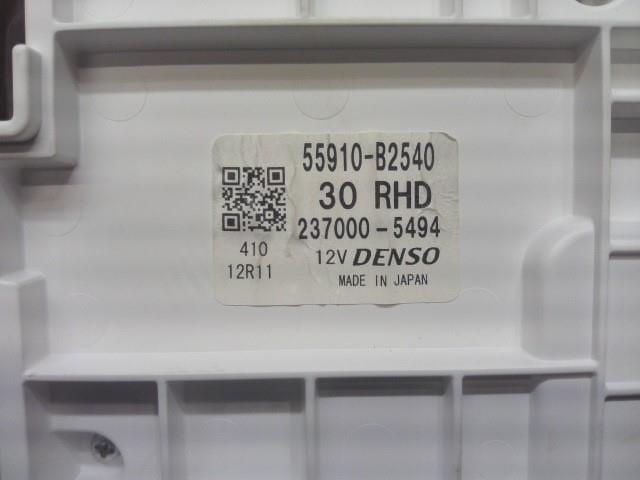 55910-B2540
30 RHD
237000-5494
410
12V DENSO
12R11
MADE IN JAPAN